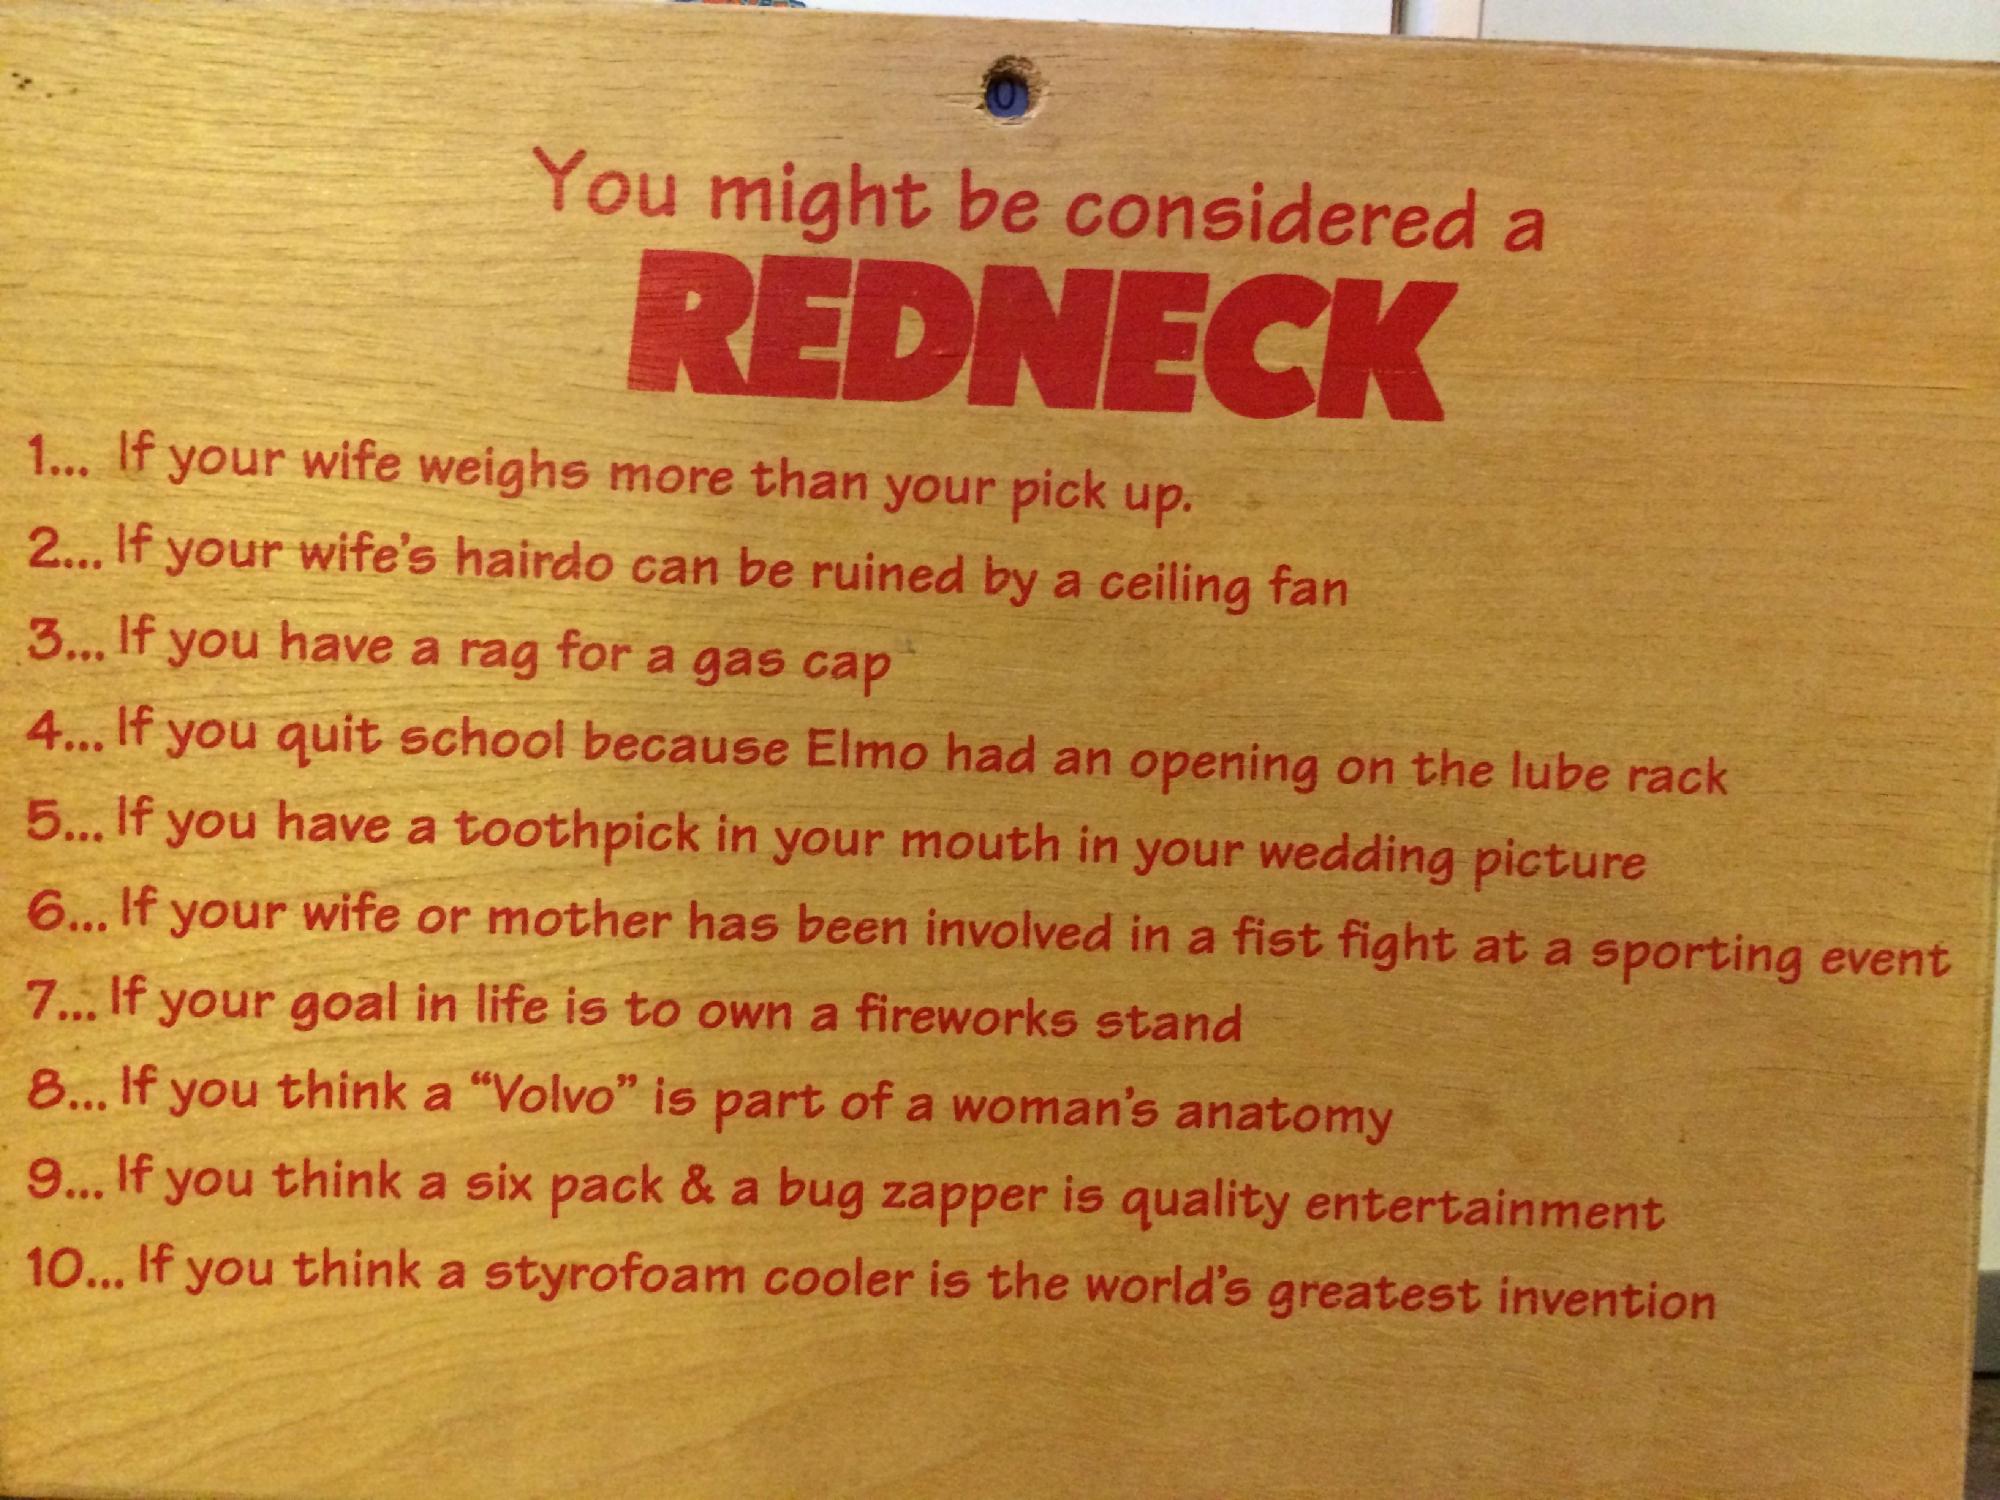 You might be considered a
REDNECK
1... If your wife weighs more than your pick up.
2... If your wife's hairdo can be ruined by a ceiling fan
3... If you have a rag for a gas cap
4... If you quit school because Elmo had an opening on the lube rack
5... If you have a toothpick in your mouth in your wedding picture
6... If your wife or mother has been involved in a fist fight at a sporting event
7... If your goal in life is to own a fireworks stand
8... If you think a “Volvo” is part of a woman's anatomy
9... If you think a six pack & a bug zapper is quality entertainment
10... If you think a styrofoam cooler is the world's greatest invention